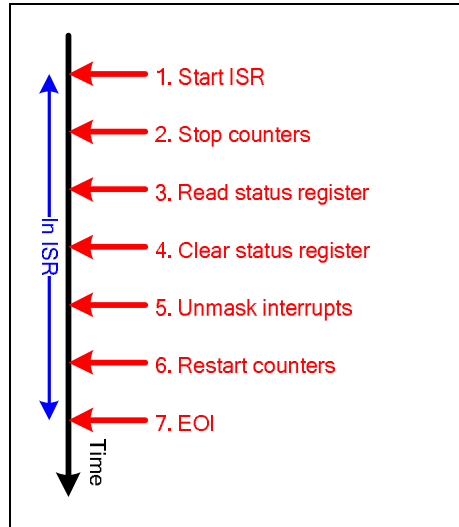 1. Start ISR
2. Stop counters
3. Read status register
In ISR
4. Clear status register
5. Unmask interrupts
6. Restart counters
7. EOI
Time